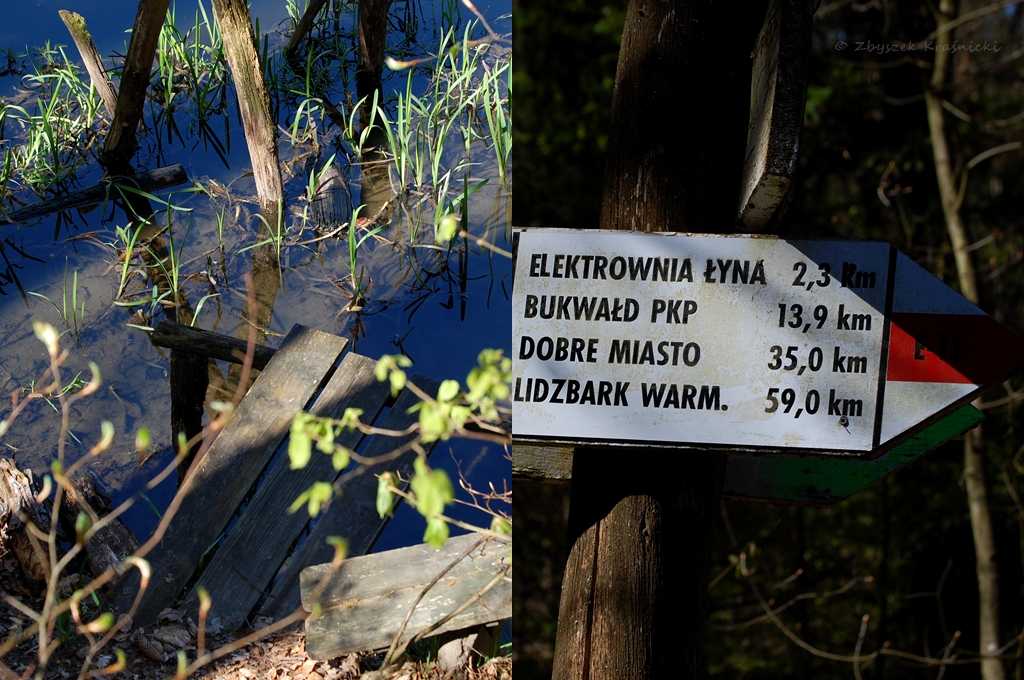 © Zbyszek Kraśnicki
ELEKTROWNIA ŁYNA 2,3 Km
BUKWAŁD PKP 13,9 km
DOBRE MIASTO 35,0 km
LIDZBARK WARM. 59,0 km